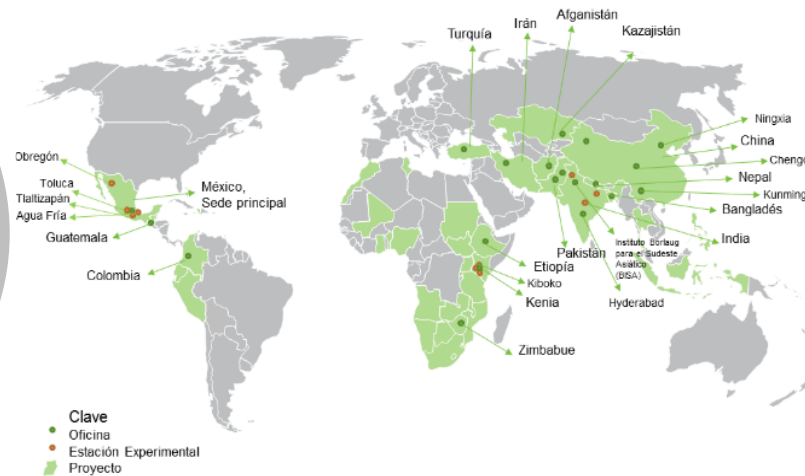 Turquía
Irán
Afganistán
Kazajistán
Obregón
Toluca
Tlaltizapán
Agua Fría
México,
Sede principal
Guatemala
Colombia
Ningxia
China
Cheng
Nepal
Kunming
Bangladés
India
Instituto Borlaug
para el Sudeste
Asiático
(BISA)
Pakistán
Hyderabad
Etiopía
Kiboko
Kenia
Zimbabue
Clave
Oficina
Estación Experimental
Proyecto